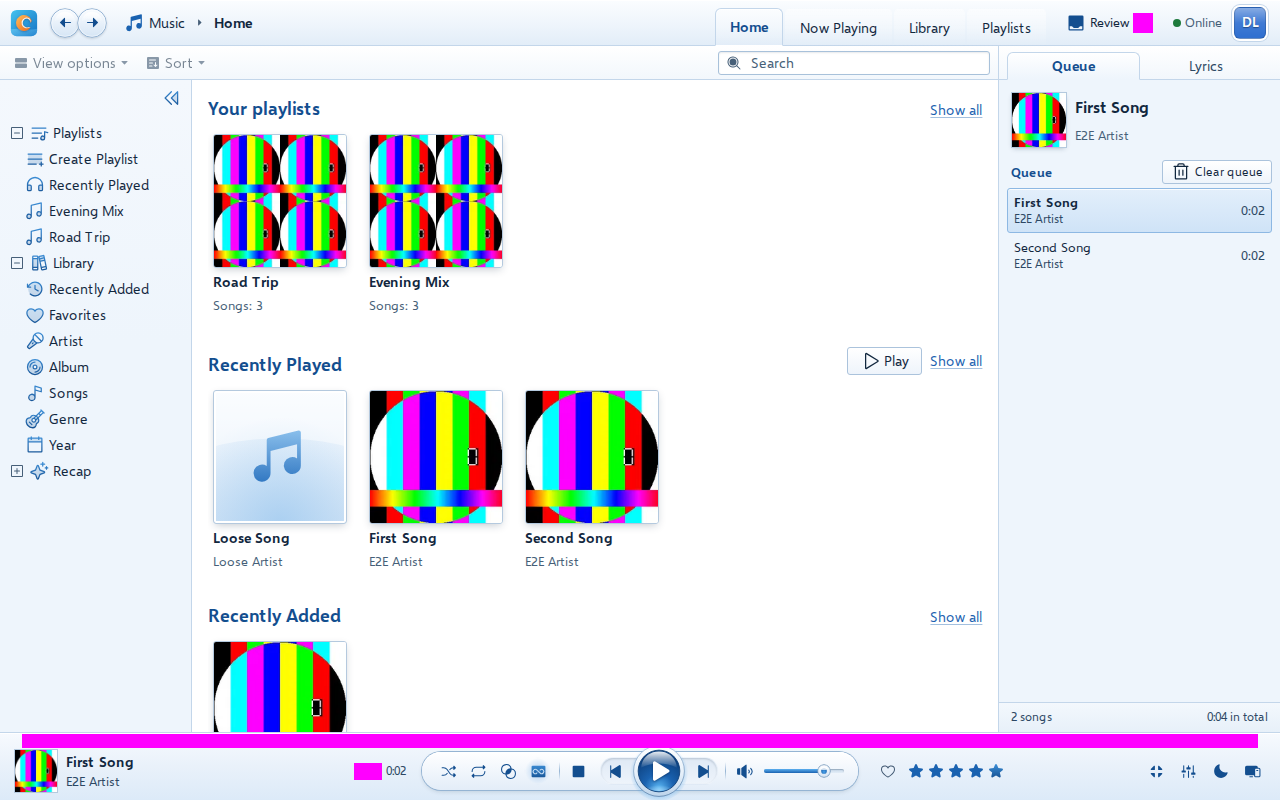 Music
Home
Home
Now Playing
Library
Playlists
Review
Online
DL
View options
Sort
Search
Queue
Lyrics
Playlists
Create Playlist
Recently Played
Evening Mix
Road Trip
Library
Recently Added
Favorites
Artist
Album
Songs
Genre
Year
Recap
Your playlists
Show all
Road Trip
Songs: 3
Evening Mix
Songs: 3
Recently Played
Play
Show all
Loose Song
Loose Artist
First Song
E2E Artist
Second Song
E2E Artist
Recently Added
Show all
First Song
E2E Artist
Queue
Clear queue
First Song
E2E Artist
0:02
Second Song
E2E Artist
0:02
2 songs
0:04 in total
First Song
E2E Artist
0:02